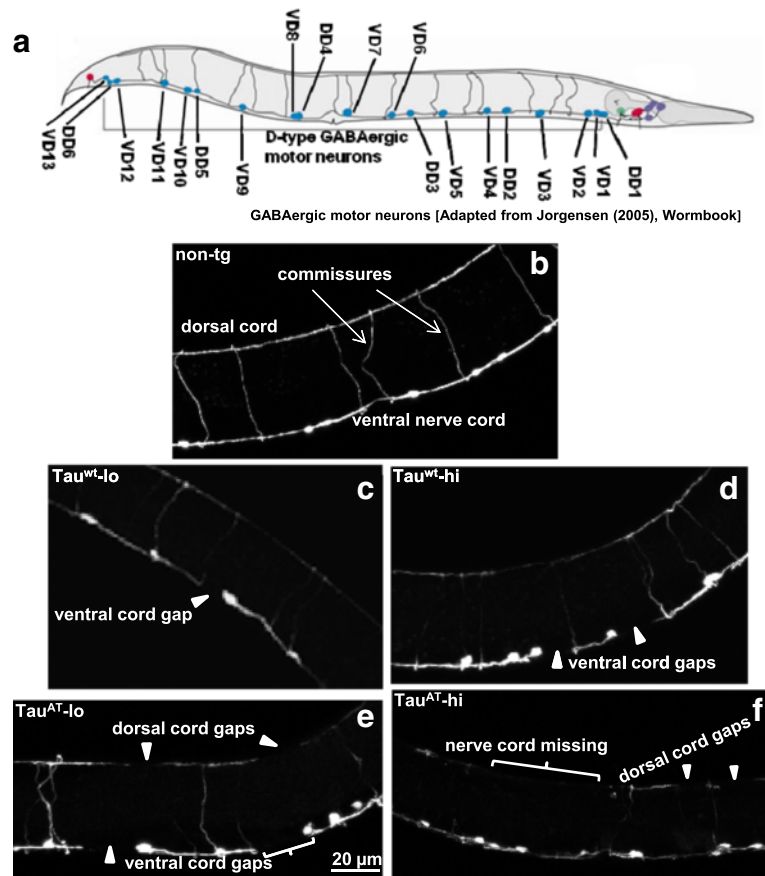 a
VD8
DD4
VD7
VD6
VD13
DD6
VD12
VD11
VD10
DD5
VD9
D-type GABAergic
motor neurons
DD3
VD5
VD4
DD2
VD3
VD2
VD1
DD1
GABAergic motor neurons [Adapted from Jorgensen (2005), Wormbook]
non-tg
b
commissures
dorsal cord
ventral nerve cord
Tauwt-lo
c
ventral cord gap
Tauwt-hi
d
ventral cord gaps
TauAT-lo
e
dorsal cord gaps
ventral cord gaps
20 µm
TauAT-hi
f
nerve cord missing
dorsal cord gaps